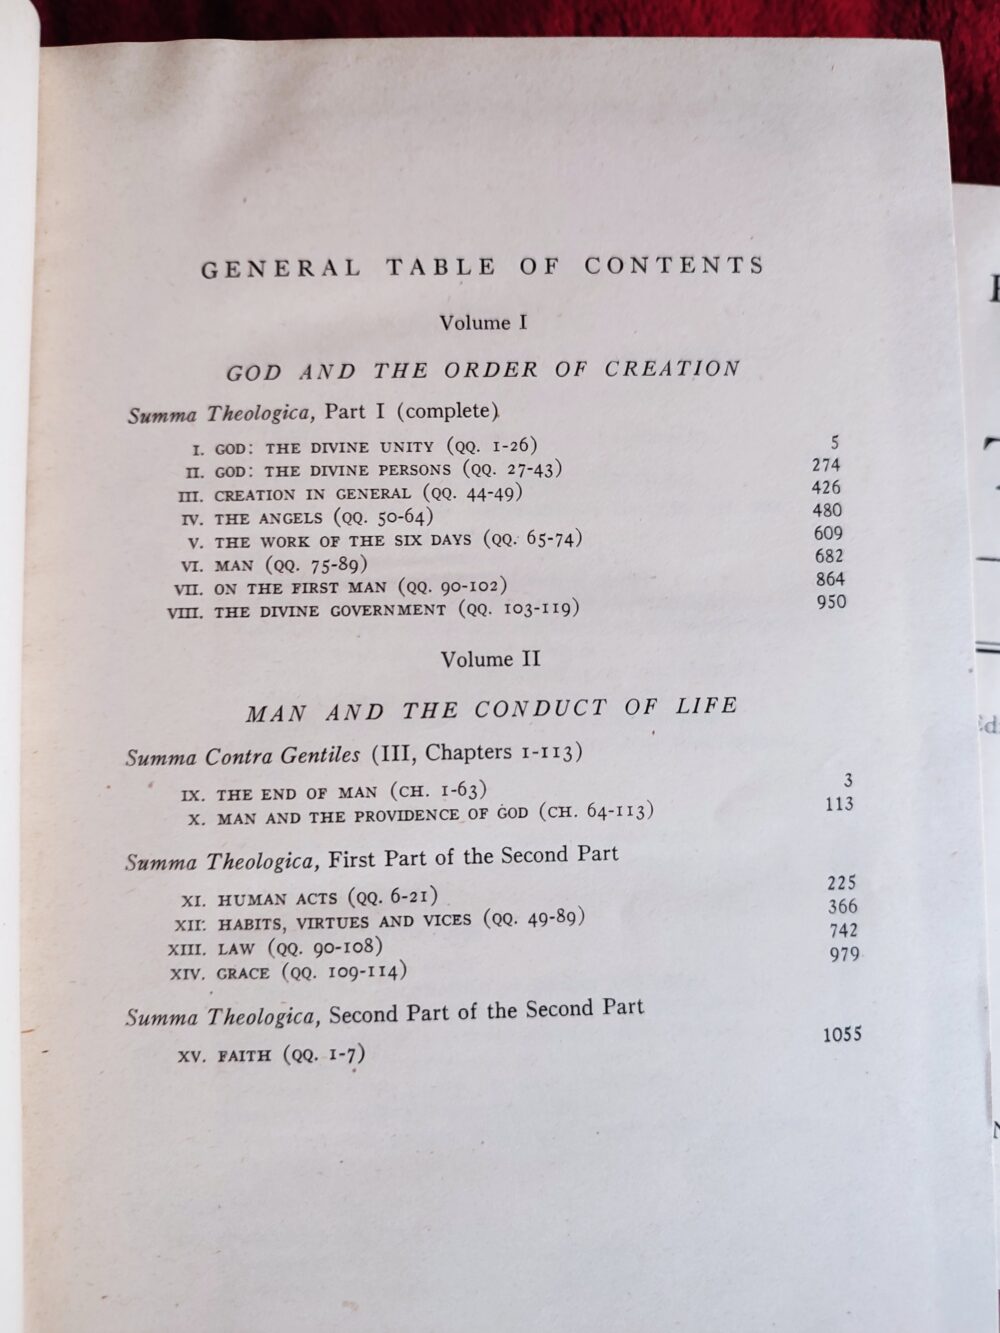 GENERAL TABLE OF CONTENTS
Volume I
GOD AND THE ORDER OF CREATION
Summa Theologica, Part I (complete)
I. GOD: THE DIVINE UNITY (QQ. 1-26) 5
II. GOD: THE DIVINE PERSONS (QQ. 27-43) 274
III. CREATION IN GENERAL (QQ. 44-49) 426
IV. THE ANGELS (QQ. 50-64) 480
V. THE WORK OF THE SIX DAYS (QQ. 65-74) 609
VI. MAN (QQ. 75-89) 682
VII. ON THE FIRST MAN (QQ. 90-102) 864
VIII. THE DIVINE GOVERNMENT (QQ. 103-119) 950
Volume II
MAN AND THE CONDUCT OF LIFE
Summa Contra Gentiles (III, Chapters 1-113)
IX. THE END OF MAN (CH. 1-63) 3
X. MAN AND THE PROVIDENCE OF GOD (CH. 64-113) 113
Summa Theologica, First Part of the Second Part
XI. HUMAN ACTS (QQ. 6-21) 225
XII. HABITS, VIRTUES AND VICES (QQ. 49-89) 366
XIII. LAW (QQ. 90-108) 742
XIV. GRACE (QQ. 109-114) 979
Summa Theologica, Second Part of the Second Part
XV. FAITH (QQ. 1-7) 1055